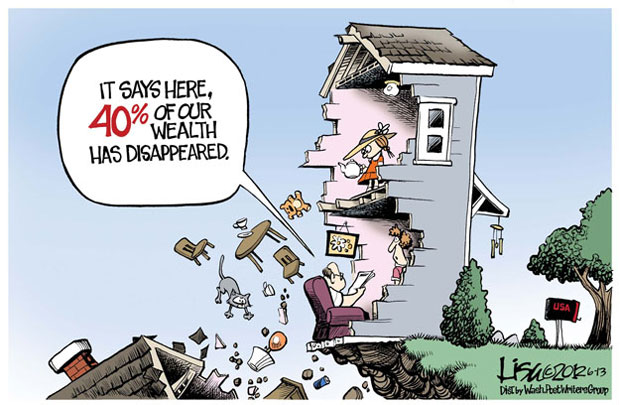 IT SAYS HERE,
40% OF OUR
WEALTH
HAS DISAPPEARED.
USA
Lisa©2012 6-13
Dist. by Wash. Post Writers Group